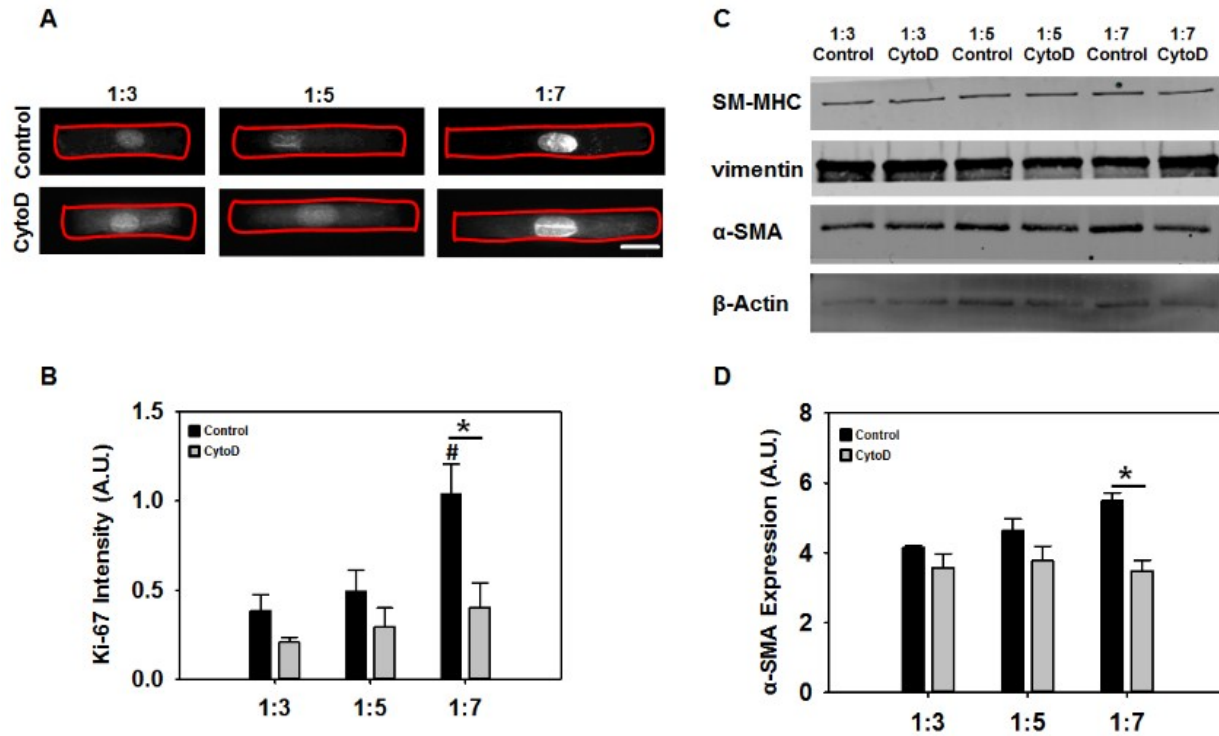 A
1:3 1:5 1:7
Control
CytoD
B
Ki-67 Intensity (A.U.)
1.5
1.0
0.5
0.0
Control
CytoD
#
*
1:3 1:5 1:7
C
1:3 1:3 1:5 1:5 1:7 1:7
Control CytoD Control CytoD Control CytoD
SM-MHC
vimentin
α-SMA
β-Actin
D
α-SMA Expression (A.U.)
8
6
4
2
0
Control
CytoD
*
1:3 1:5 1:7